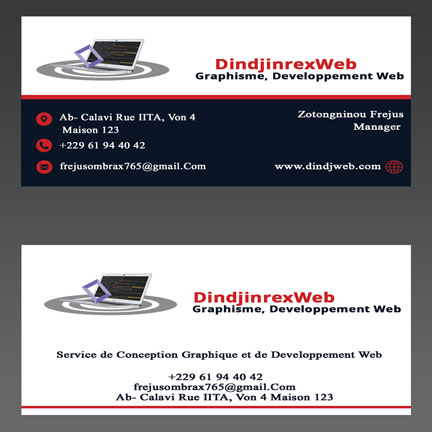 DindjinrexWeb
Graphisme, Developpement Web
Ab- Calavi Rue IITA, Von 4
Maison 123
+229 61 94 40 42
frejusombrax765@gmail.Com
Zotongninou Frejus
Manager
www.dindjweb.com
DindjinrexWeb
Graphisme, Developpement Web
Service de Conception Graphique et de Developpement Web
+229 61 94 40 42
frejusombrax765@gmail.Com
Ab- Calavi Rue IITA, Von 4 Maison 123